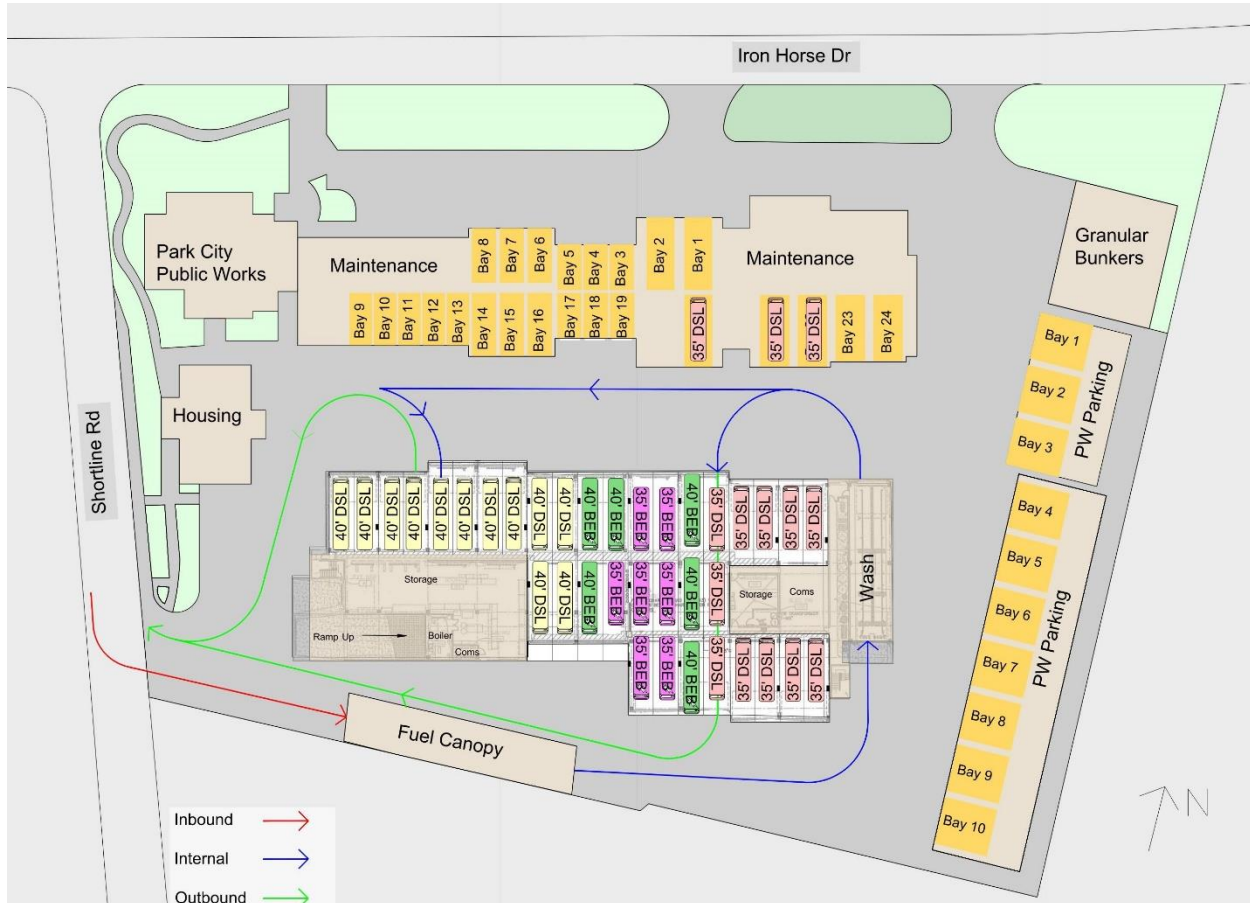 Iron Horse Dr
Park City
Public Works
Maintenance
Bay 8
Bay 7
Bay 6
Bay 5
Bay 4
Bay 3
Bay 2
Bay 1
Maintenance
Granular
Bunkers
Bay 9
Bay 10
Bay 11
Bay 12
Bay 13
Bay 14
Bay 15
Bay 16
Bay 17
Bay 18
Bay 19
35' DSL
35' DSL
35' DSL
Bay 23
Bay 24
Bay 1
Bay 2
Bay 3
PW Parking
Housing
Shortline Rd
40' DSL
40' DSL
40' DSL
40' DSL
40' DSL
40' DSL
40' DSL
40' DSL
40' DSL
40' DSL
40' BEB
40' BEB
35' BEB
35' BEB
40' BEB
35' DSL
35' DSL
35' DSL
35' DSL
35' DSL
Storage
40' DSL
40' DSL
40' BEB
35' BEB
35' BEB
35' BEB
40' BEB
35' DSL
Storage
Coms
Wash
Ramp Up
Boiler
Coms
35' BEB
35' BEB
40' BEB
35' DSL
35' DSL
35' DSL
35' DSL
35' DSL
Bay 4
Bay 5
Bay 6
Bay 7
Bay 8
Bay 9
Bay 10
PW Parking
Fuel Canopy
N
Inbound
Internal
Outbound